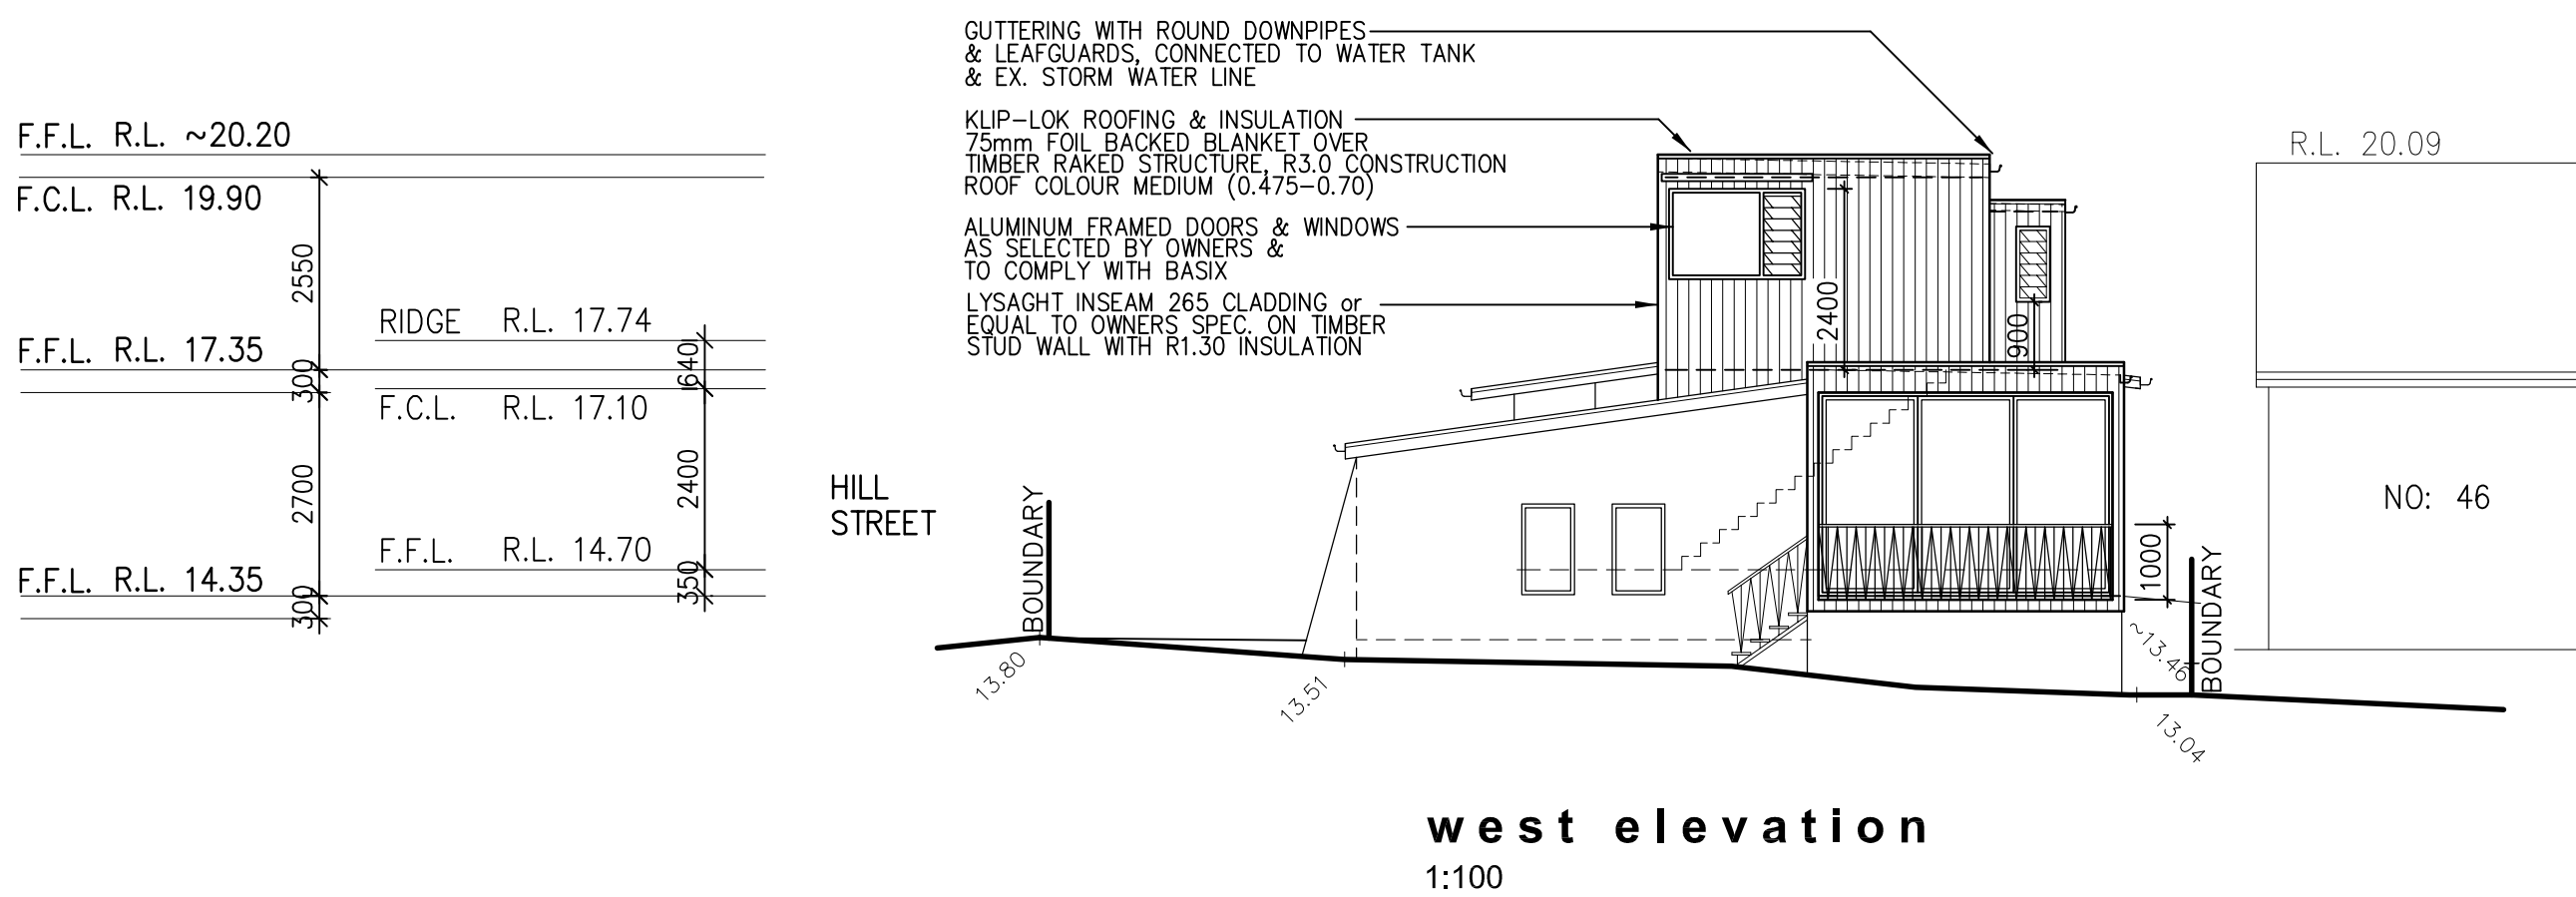 GUTTERING WITH ROUND DOWNPIPES
& LEAFGUARDS, CONNECTED TO WATER TANK
& EX. STORM WATER LINE
KLIP-LOK ROOFING & INSULATION
75mm FOIL BACKED BLANKET OVER
TIMBER RAKED STRUCTURE, R3.0 CONSTRUCTION
ROOF COLOUR MEDIUM (0.475-0.70)
ALUMINUM FRAMED DOORS & WINDOWS
AS SELECTED BY OWNERS &
TO COMPLY WITH BASIX
LYSAGHT INSEAM 265 CLADDING or
EQUAL TO OWNERS SPEC. ON TIMBER
STUD WALL WITH R1.30 INSULATION
F.F.L. R.L. ~20.20
F.C.L. R.L. 19.90
2550
F.F.L. R.L. 17.35
300
2700
F.F.L. R.L. 14.35
300
RIDGE R.L. 17.74
640
F.C.L. R.L. 17.10
2400
F.F.L. R.L. 14.70
350
HILL
STREET
BOUNDARY
13.80
13.51
2400
900
1000
~13.46
BOUNDARY
13.04
R.L. 20.09
NO: 46
west elevation
1:100